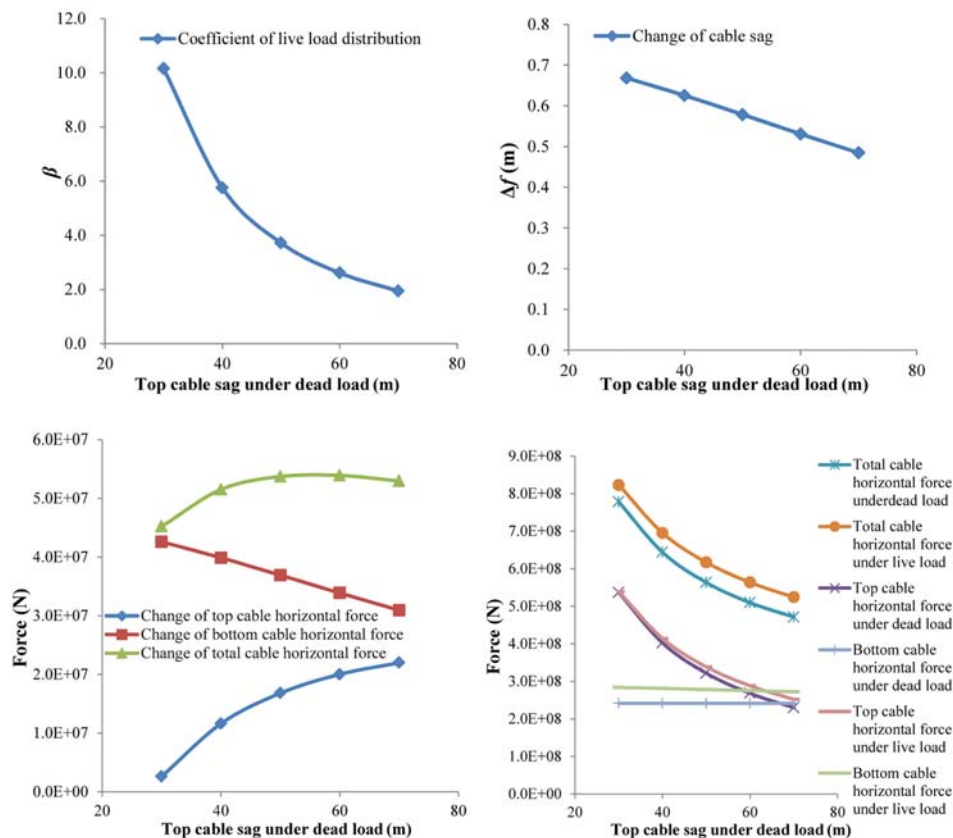 12.0
10.0
8.0
6.0
4.0
2.0
0.0
β
Coefficient of live load distribution
20 40 60 80
Top cable sag under dead load (m)
0.8
0.7
0.6
0.5
0.4
0.3
0.2
0.1
0.0
Δf (m)
Change of cable sag
20 40 60 80
Top cable sag under dead load (m)
6.0E+07
5.0E+07
4.0E+07
3.0E+07
2.0E+07
1.0E+07
0.0E+00
Force (N)
Change of top cable horizontal force
Change of bottom cable horizontal force
Change of total cable horizontal force
20 40 60 80
Top cable sag under dead load (m)
9.0E+08
8.0E+08
7.0E+08
6.0E+08
5.0E+08
4.0E+08
3.0E+08
2.0E+08
1.0E+08
0.0E+00
Force (N)
20 40 60 80
Top cable sag under dead load (m)
Total cable
horizontal force
underdead load
Total cable
horizontal force
under live load
Top cable
horizontal force
under dead load
Bottom cable
horizontal force
under dead load
Top cable
horizontal force
under live load
Bottom cable
horizontal force
under live load